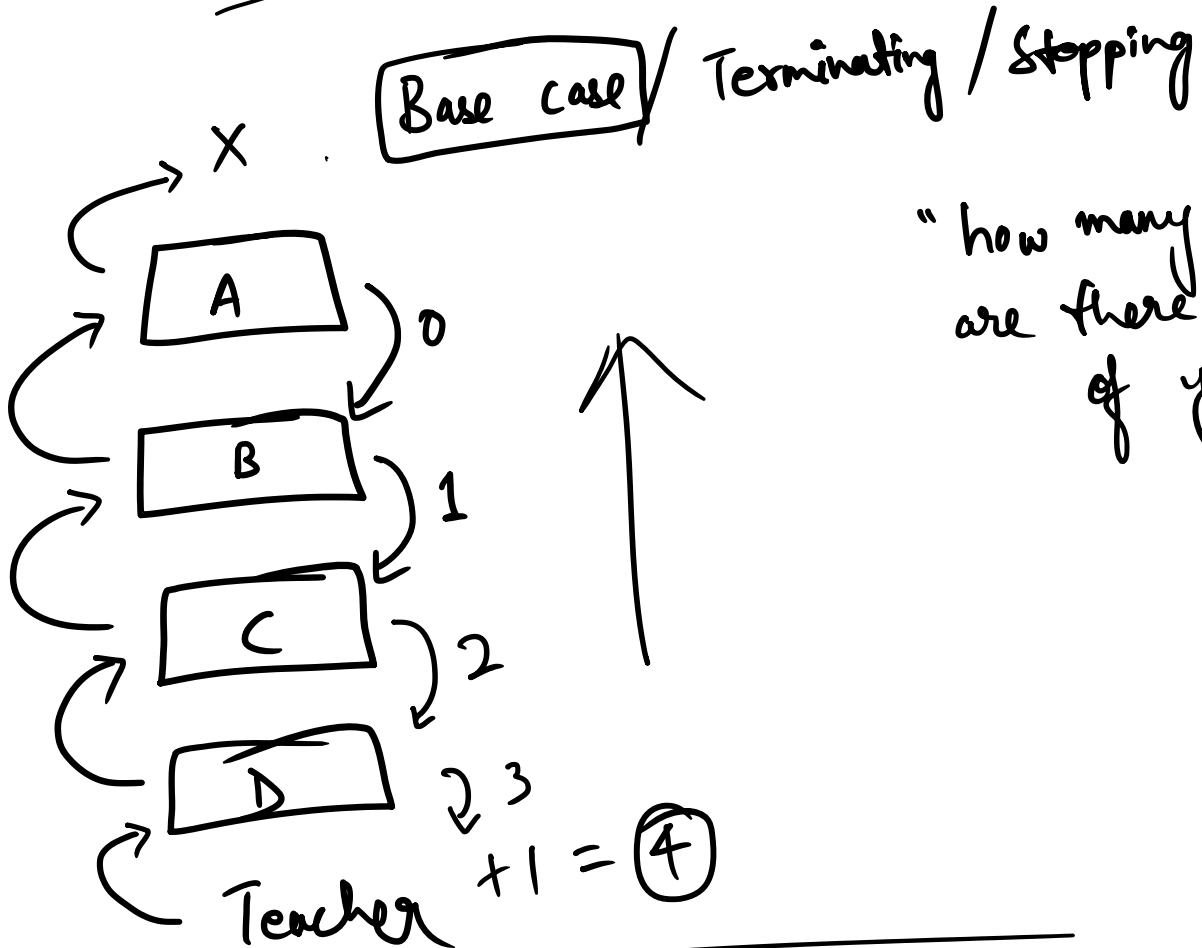 Base case / Terminating / Stopping
X
"how many
are there
of
A
0
B
1
C
2
D
3
+1 = 4
Teacher